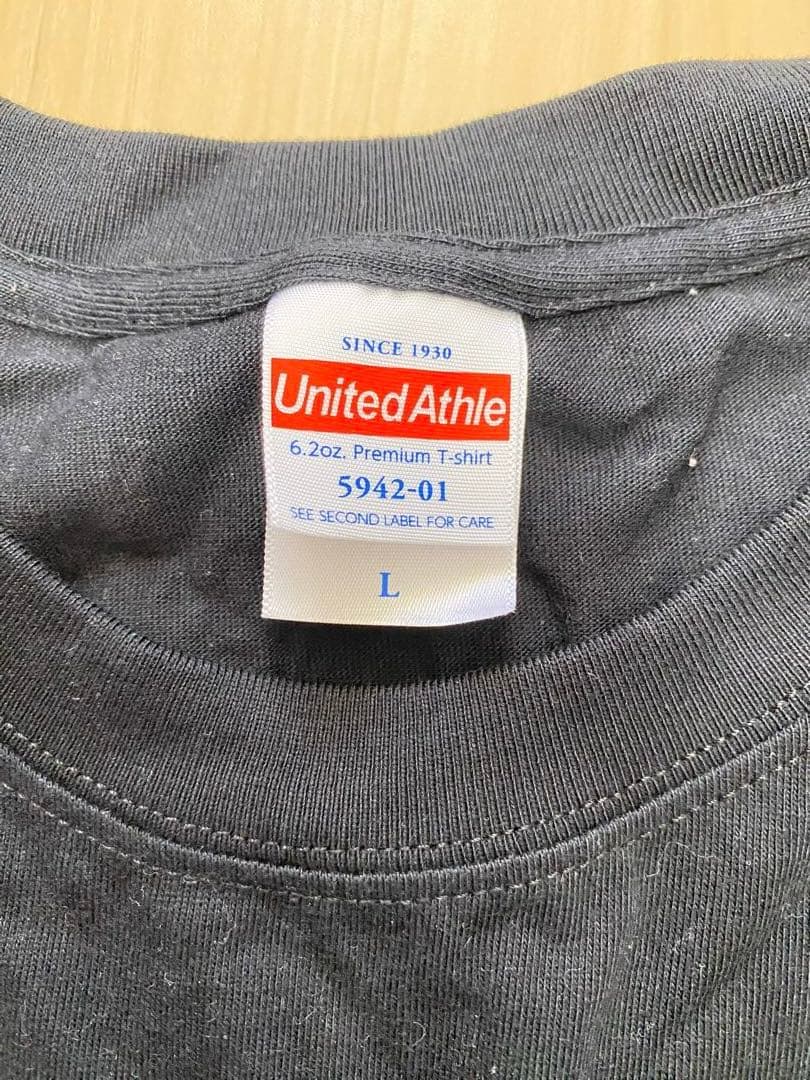 SINCE 1930
United Athle
6.2oz. Premium T-shirt
5942-01
SEE SECOND LABEL FOR CARE
L